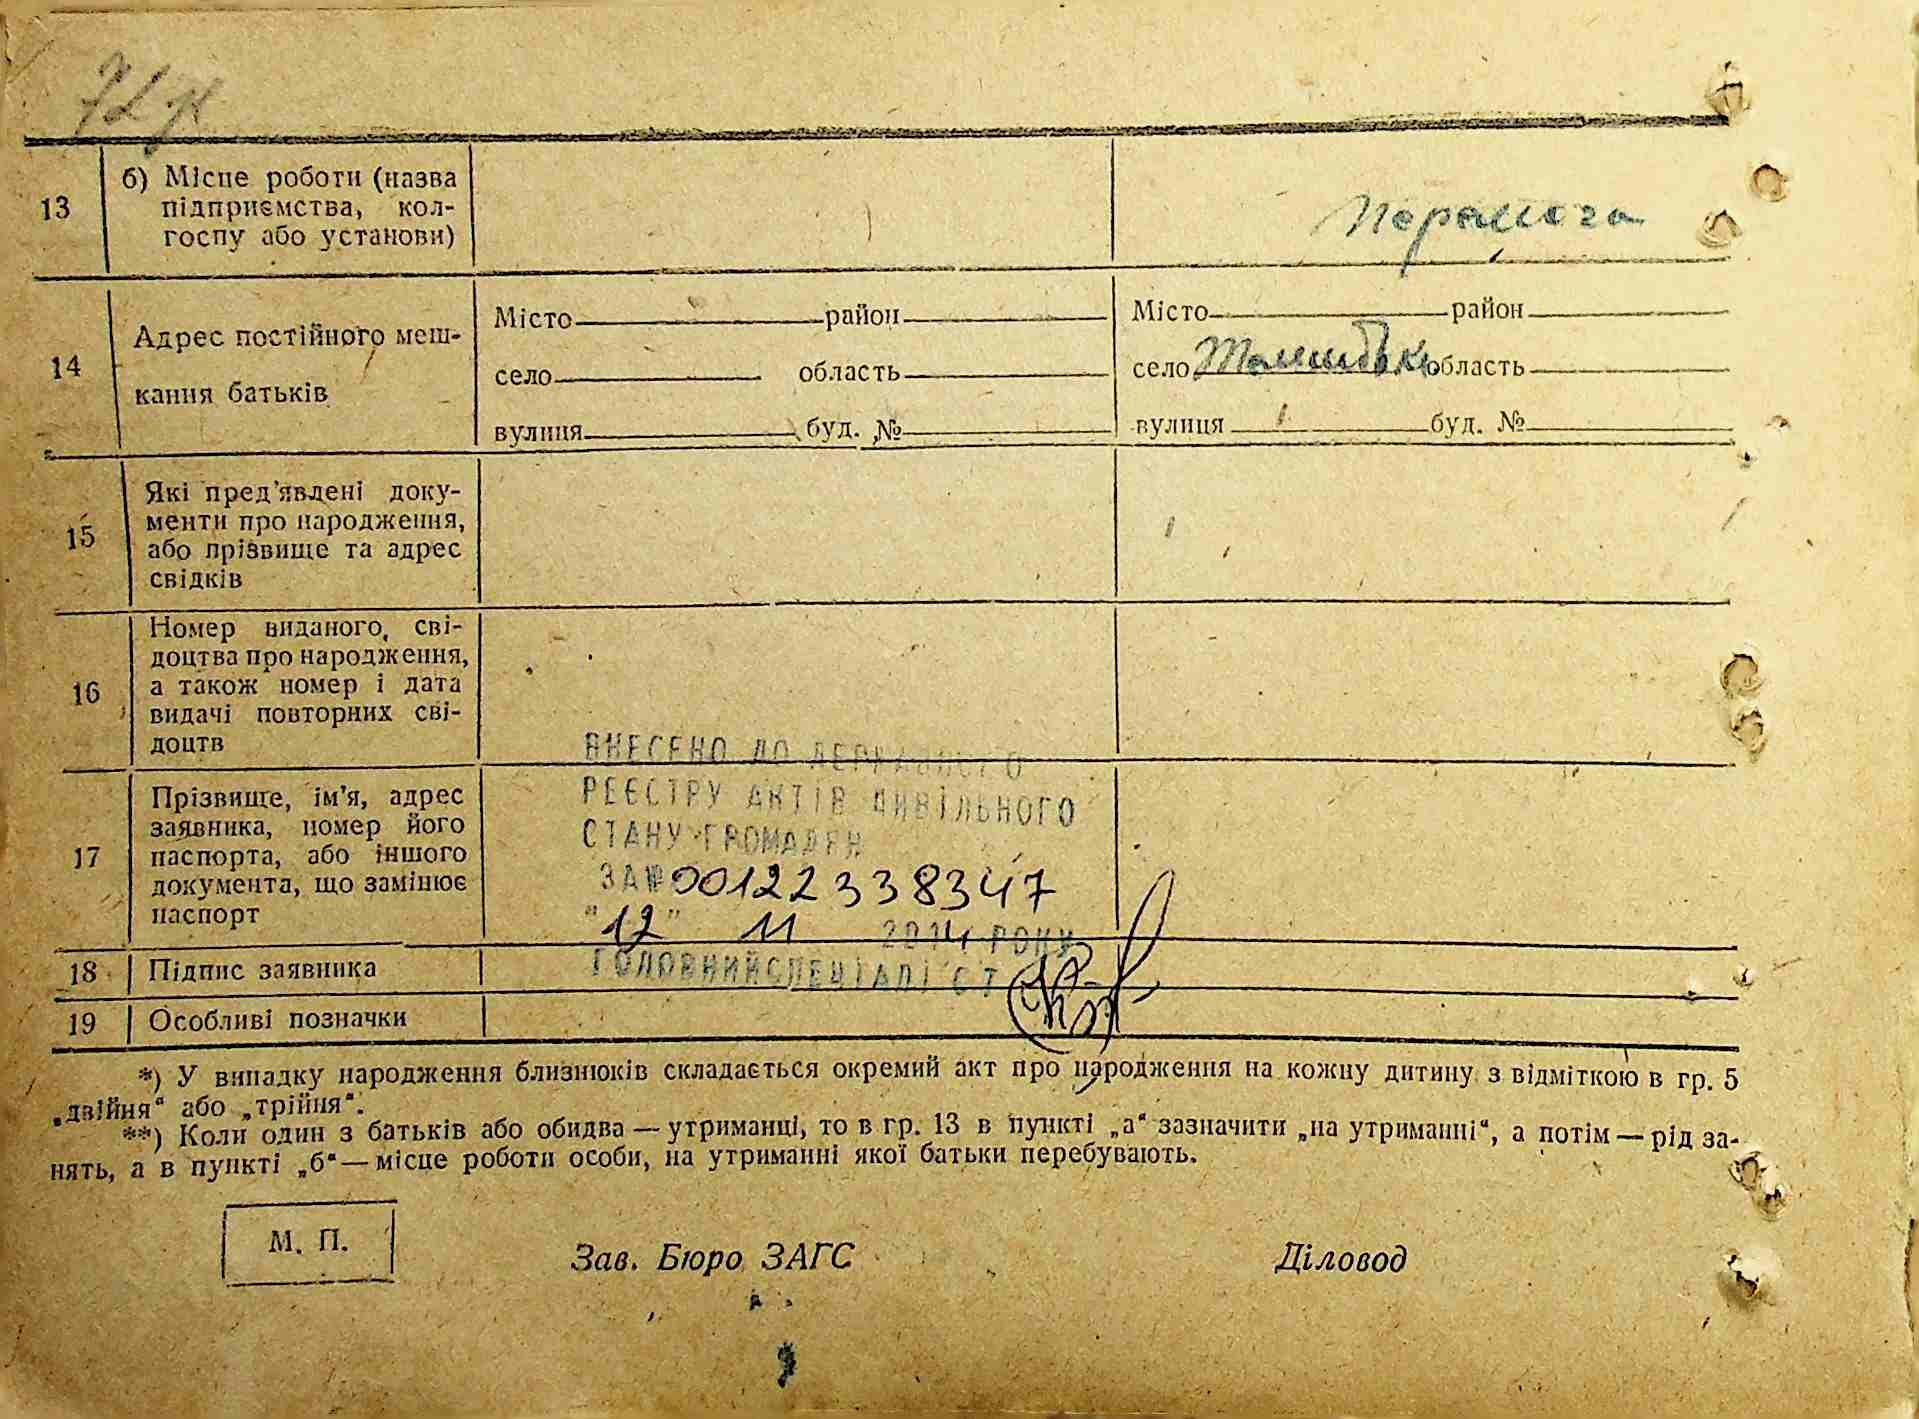 13
б) Місце роботи (назва
підприємства, кол-
госпу або установи)
Перемога
14
Адрес постійного меш-
кання батьків
Місто район
село область
вулиця буд. №
Місто район
село область
вулиця буд. №
15
Які пред'явлені доку-
менти про народження,
або прізвище та адрес
свідків
16
Номер виданого, сві-
доцтва про народження,
а також номер і дата
видачі повторних сві-
доцтв
17
Прізвище, ім'я, адрес
заявника, номер його
паспорта, або іншого
документа, що замінює
паспорт
ВНЕСЕНО ДО ДЕРЖАВНОГО
РЕЄСТРУ АКТІВ ЦИВІЛЬНОГО
СТАНУ ГРОМАДЯН
ЗА № 00122338347
"12" 11 2014 РОКУ
ГОЛОВНИЙ СПЕЦІАЛІСТ
18 Підпис заявника
19 Особливі позначки
*) У випадку народження близнюків складається окремий акт про народження на кожну дитину з відміткою в гр. 5
„двійня“ або „трійня“.
**) Коли один з батьків або обидва — утриманці, то в гр. 13 в пункті „а“ зазначити „на утриманні“, а потім — рід за-
нять, а в пункті „б“ — місце роботи особи, на утриманні якої батьки перебувають.
М. П.
Зав. Бюро ЗАГС
Діловод